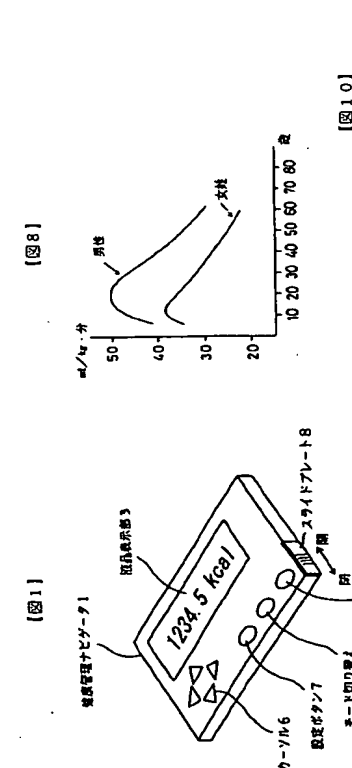 【図8】
ml/kg・分
50
40
30
20
男性
女性
10 20 30 40 50 60 70 80 歳
【図10】
【図1】
健康管理ナビゲータ1
液晶表示部3
1234.5 kcal
スライドプレート8
開
閉
カーソル6
設定ボタン7
モード切り替え